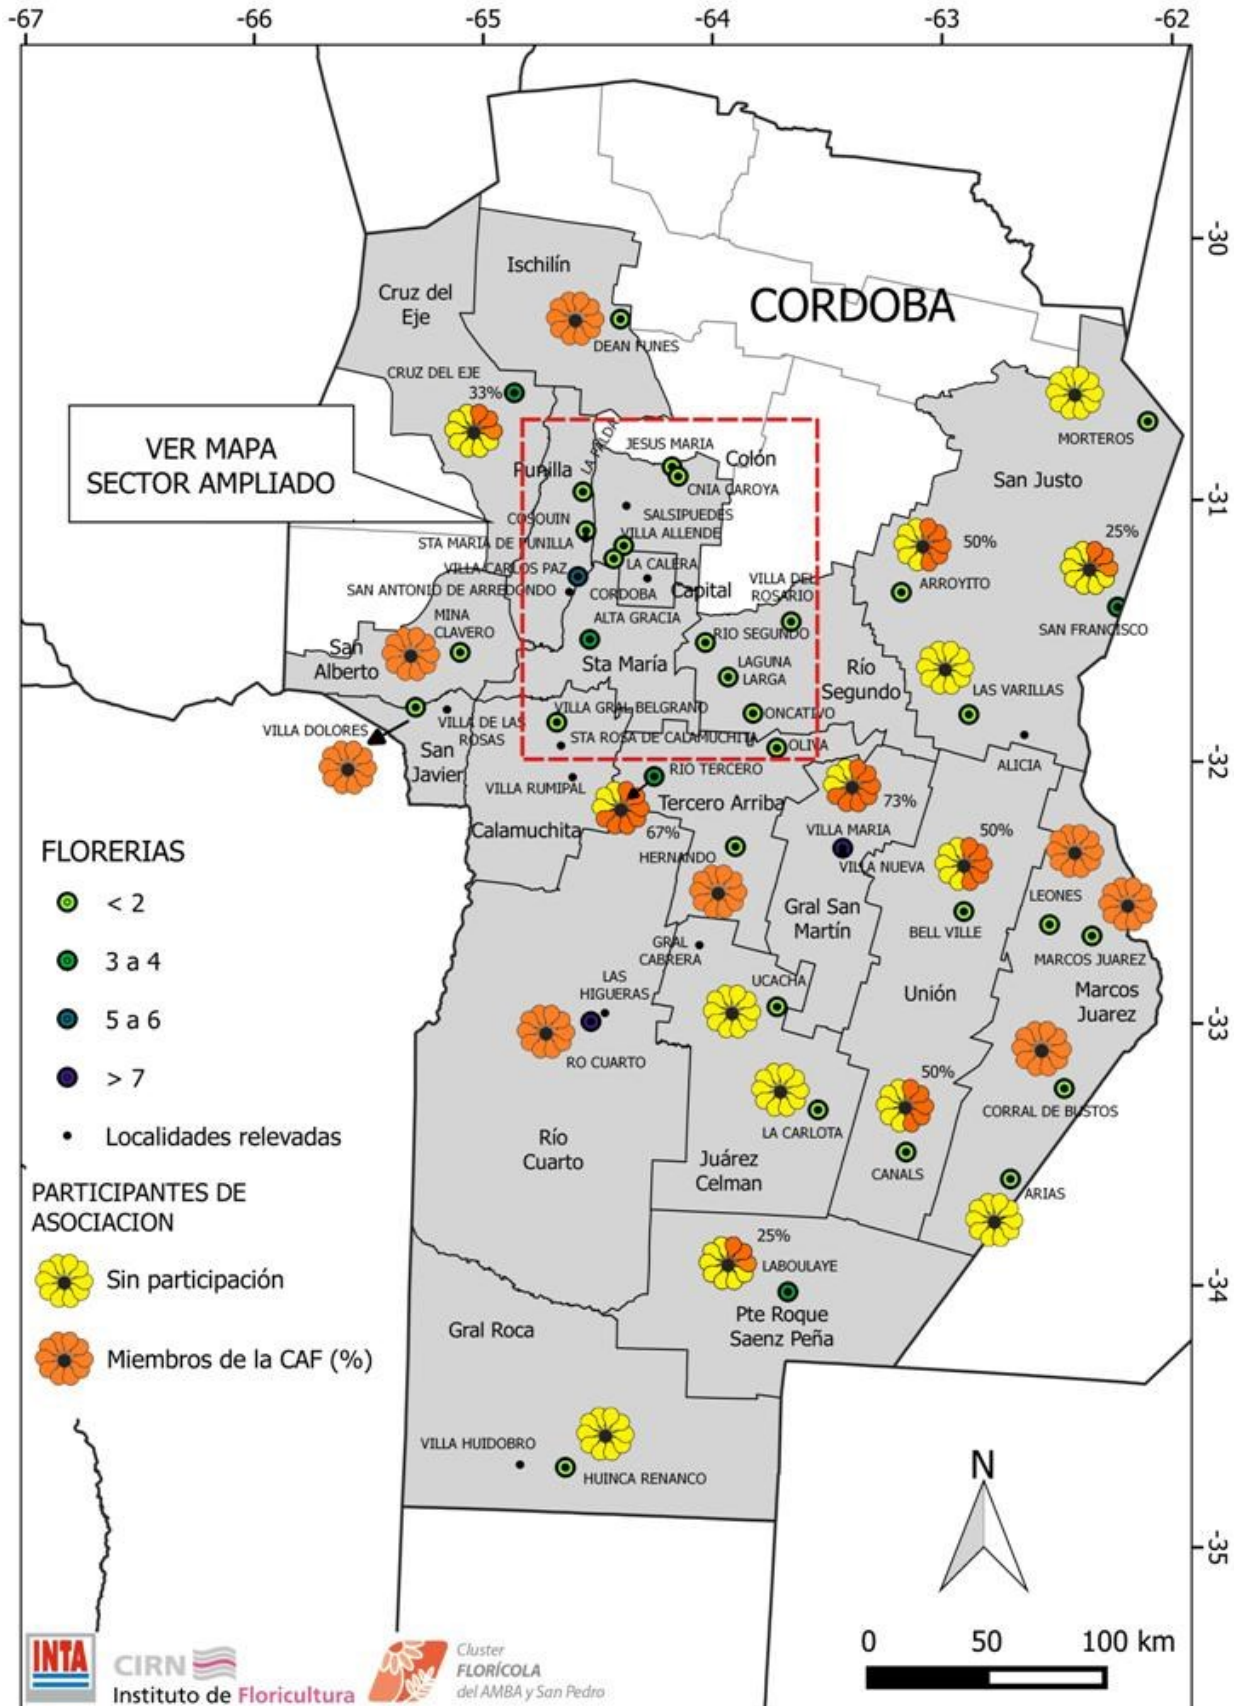 -67 -66 -65 -64 -63 -62
-30
Ischilín
Cruz del
Eje
CORDOBA
DEAN FUNES
CRUZ DEL EJE
33%
MORTEROS
VER MAPA
SECTOR AMPLIADO
LA FALDA
JESUS MARIA
Colón
Punilla
San Justo
CNIA CAROYA
-31
COSQUIN
SALSIPUEDES
VILLA ALLENDE
STA MARIA DE PUNILLA
50%
25%
VILLA CARLOS PAZ
LA CALERA
ARROYITO
SAN ANTONIO DE ARREDONDO
CORDOBA
Capital
VILLA DEL
ROSARIO
SAN FRANCISCO
MINA
CLAVERO
ALTA GRACIA
RIO SEGUNDO
San
Alberto
Sta María
LAGUNA
LARGA
Río
Segundo
LAS VARILLAS
VILLA DOLORES
VILLA DE LAS
ROSAS
VILLA GRAL BELGRANO
ONCATIVO
STA ROSA DE CALAMUCHITA
OLIVA
San
Javier
ALICIA
-32
RIO TERCERO
VILLA RUMIPAL
Tercero Arriba
73%
Calamuchita
67%
VILLA MARIA
50%
HERNANDO
VILLA NUEVA
FLORERIAS
< 2
LEONES
Gral San
Martín
BELL VILLE
GRAL
CABRERA
MARCOS JUAREZ
3 a 4
LAS
HIGUERAS
UCACHA
Unión
Marcos
Juarez
5 a 6
-33
RO CUARTO
50%
> 7
CORRAL DE BUSTOS
Localidades relevadas
LA CARLOTA
Río
Cuarto
Juárez
Celman
CANALS
ARIAS
PARTICIPANTES DE
ASOCIACION
25%
Sin participación
LABOULAYE
-34
Pte Roque
Saenz Peña
Gral Roca
Miembros de la CAF (%)
VILLA HUIDOBRO
HUINCA RENANCO
N
-35
0 50 100 km
INTA
CIRN
Instituto de Floricultura
Cluster
FLORÍCOLA
del AMBA y San Pedro